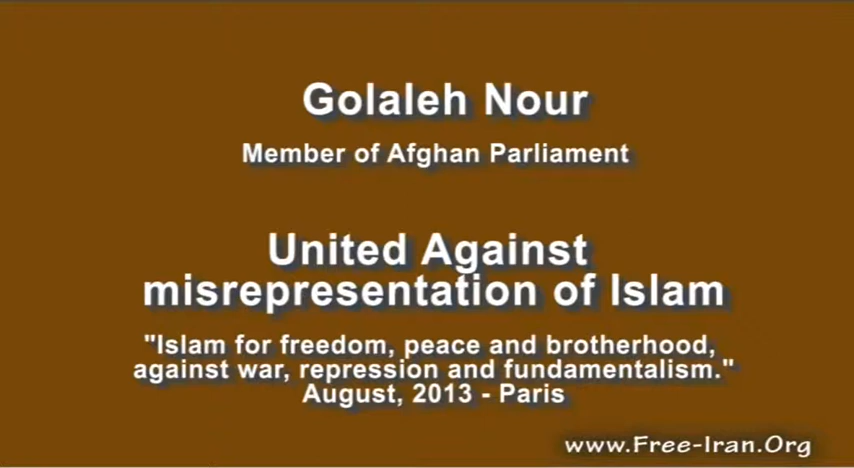 Golaleh Nour
Member of Afghan Parliament
United Against
misrepresentation of Islam
"Islam for freedom, peace and brotherhood,
against war, repression and fundamentalism."
August, 2013 - Paris
www.Free-Iran.Org